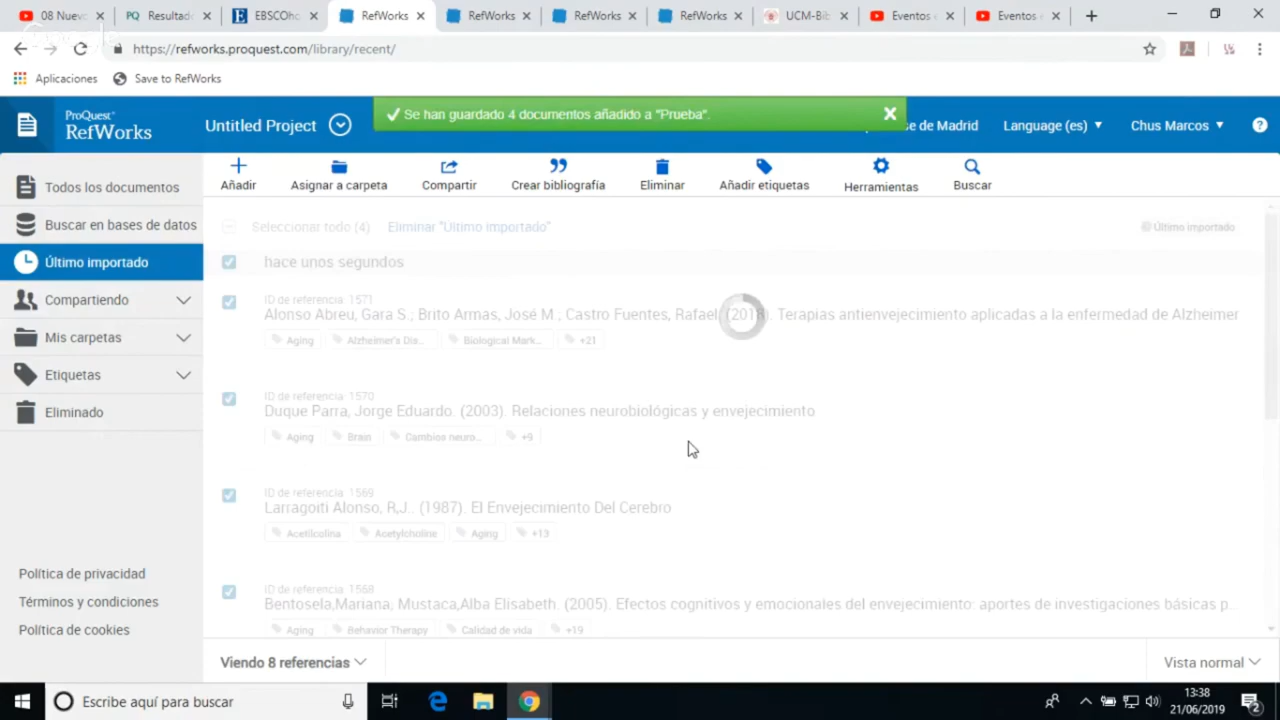 08 Nuevo
Resultad
EBSCOho
RefWorks
RefWorks
RefWorks
RefWorks
UCM-Bib
Eventos
Eventos
https://refworks.proquest.com/library/recent/
Aplicaciones
Save to RefWorks
ProQuest
RefWorks
Untitled Project
Se han guardado 4 documentos añadido a "Prueba".
se de Madrid
Language (es)
Chus Marcos
Añadir
Asignar a carpeta
Compartir
Crear bibliografía
Eliminar
Añadir etiquetas
Herramientas
Buscar
Todos los documentos
Buscar en bases de datos
Último importado
Compartiendo
Mis carpetas
Etiquetas
Eliminado
Política de privacidad
Términos y condiciones
Política de cookies
Seleccionar todo (4)
Eliminar "Último importado"
Último importado
hace unos segundos
ID de referencia: 1571
Alonso Abreu, Gara S.; Brito Armas, José M.; Castro Fuentes, Rafael. (2018). Terapias antienvejecimiento aplicadas a la enfermedad de Alzheimer
Aging
Alzheimer's Dis...
Biological Mark...
+21
ID de referencia: 1570
Duque Parra, Jorge Eduardo. (2003). Relaciones neurobiológicas y envejecimiento
Aging
Brain
Cambios neuro...
+9
ID de referencia: 1569
Larragoiti Alonso, R,J.. (1987). El Envejecimiento Del Cerebro
Acetilcolina
Acetylcholine
Aging
+13
ID de referencia: 1568
Bentosela,Mariana, Mustaca,Alba Elisabeth. (2005). Efectos cognitivos y emocionales del envejecimiento: aportes de investigaciones básicas p...
Aging
Behavior Therapy
Calidad de vida
+19
Viendo 8 referencias
Vista normal
Escribe aquí para buscar
13:38
21/06/2019
2